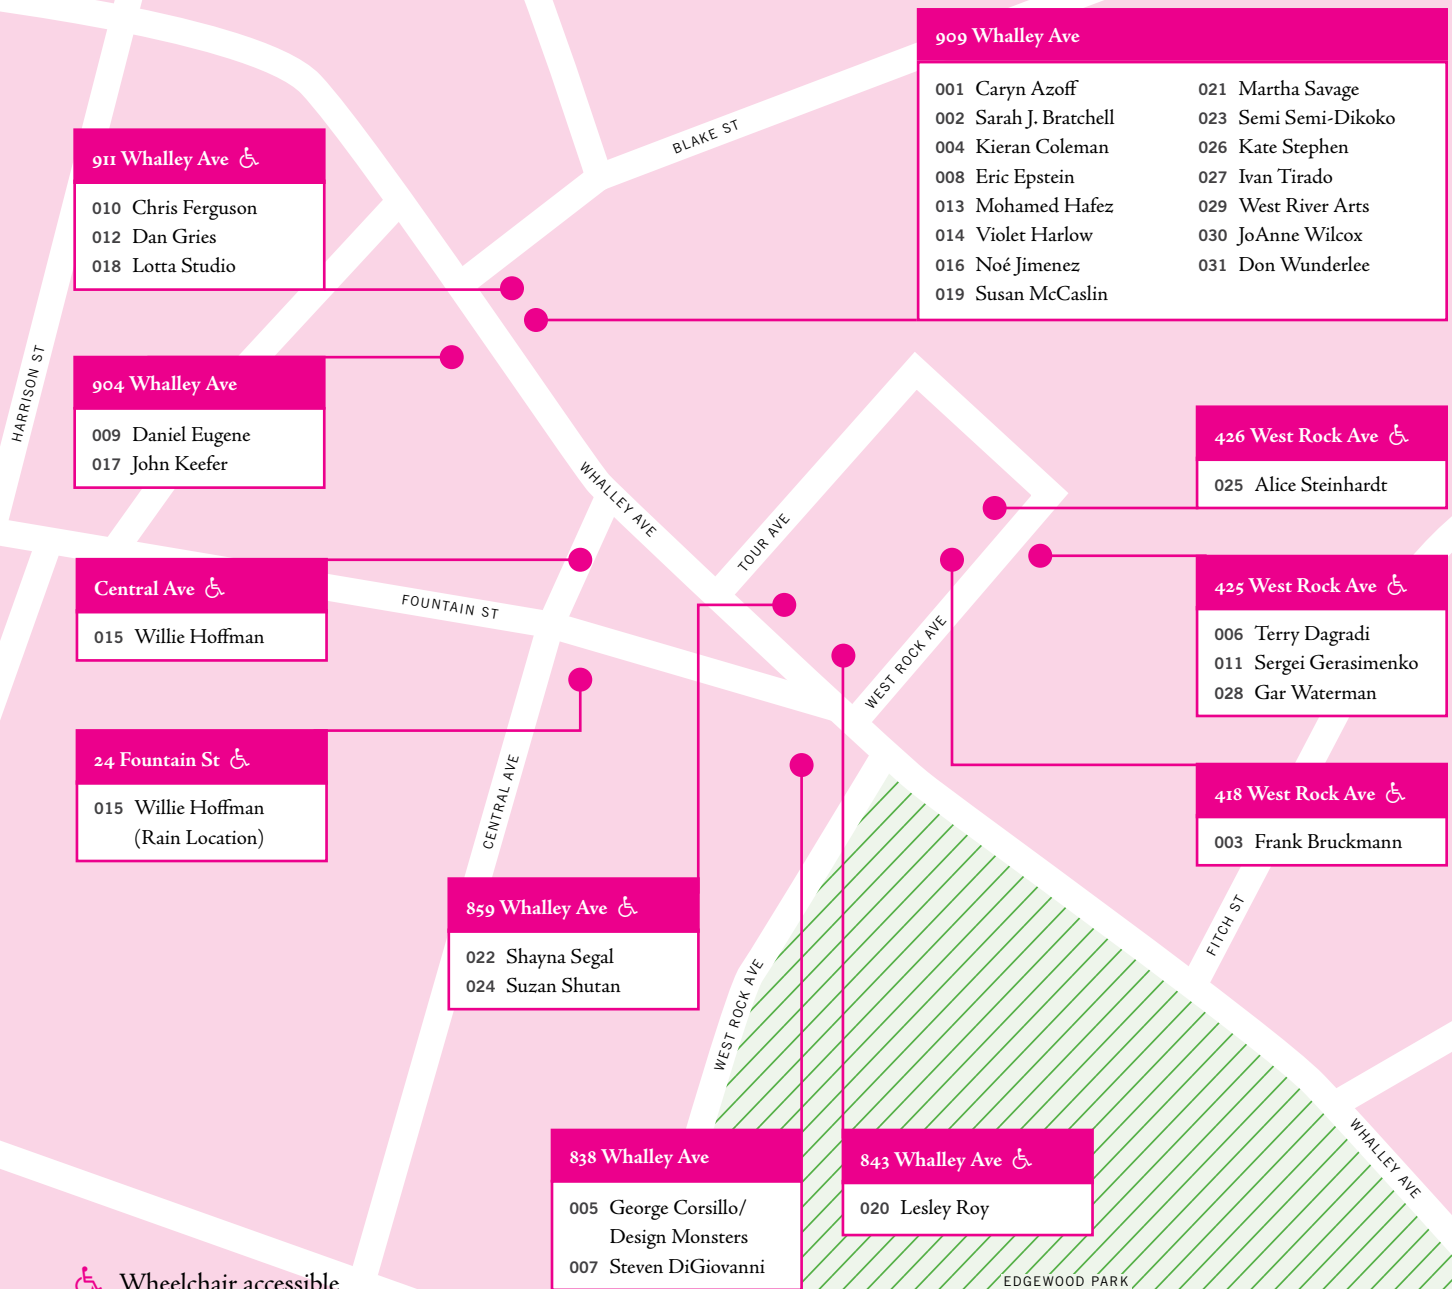 909 Whalley Ave
001 Caryn Azoff
002 Sarah J. Bratchell
004 Kieran Coleman
008 Eric Epstein
013 Mohamed Hafez
014 Violet Harlow
016 Noé Jimenez
019 Susan McCaslin
021 Martha Savage
023 Semi Semi-Dikoko
026 Kate Stephen
027 Ivan Tirado
029 West River Arts
030 JoAnne Wilcox
031 Don Wunderlee
BLAKE ST
911 Whalley Ave
010 Chris Ferguson
012 Dan Gries
018 Lotta Studio
HARRISON ST
904 Whalley Ave
009 Daniel Eugene
017 John Keefer
WHALLEY AVE
TOUR AVE
426 West Rock Ave
025 Alice Steinhardt
Central Ave
015 Willie Hoffman
FOUNTAIN ST
WEST ROCK AVE
425 West Rock Ave
006 Terry Dagradi
011 Sergei Gerasimenko
028 Gar Waterman
24 Fountain St
015 Willie Hoffman
(Rain Location)
CENTRAL AVE
418 West Rock Ave
003 Frank Bruckmann
859 Whalley Ave
022 Shayna Segal
024 Suzan Shutan
FITCH ST
WEST ROCK AVE
838 Whalley Ave
005 George Corsillo/
Design Monsters
007 Steven DiGiovanni
843 Whalley Ave
020 Lesley Roy
WHALLEY AVE
EDGEWOOD PARK
Wheelchair accessible